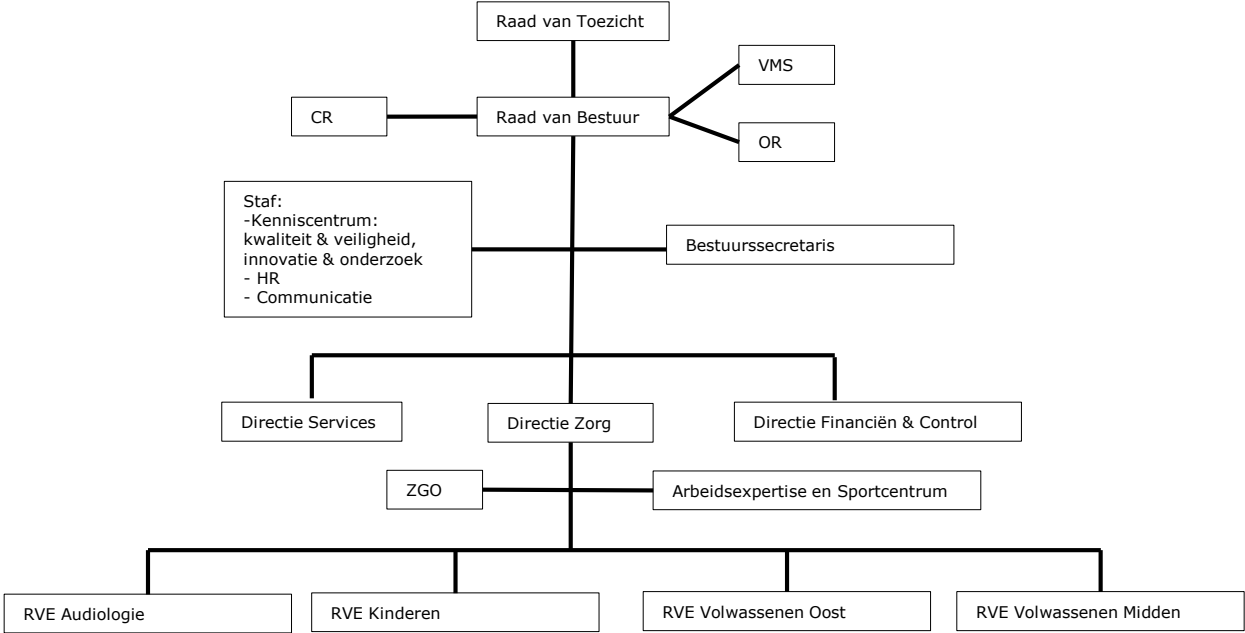 Raad van Toezicht
VMS
CR
Raad van Bestuur
OR
Staf:
-Kenniscentrum:
kwaliteit & veiligheid,
innovatie & onderzoek
- HR
- Communicatie
Bestuurssecretaris
Directie Services
Directie Zorg
Directie Financiën & Control
ZGO
Arbeidsexpertise en Sportcentrum
RVE Audiologie
RVE Kinderen
RVE Volwassenen Oost
RVE Volwassenen Midden